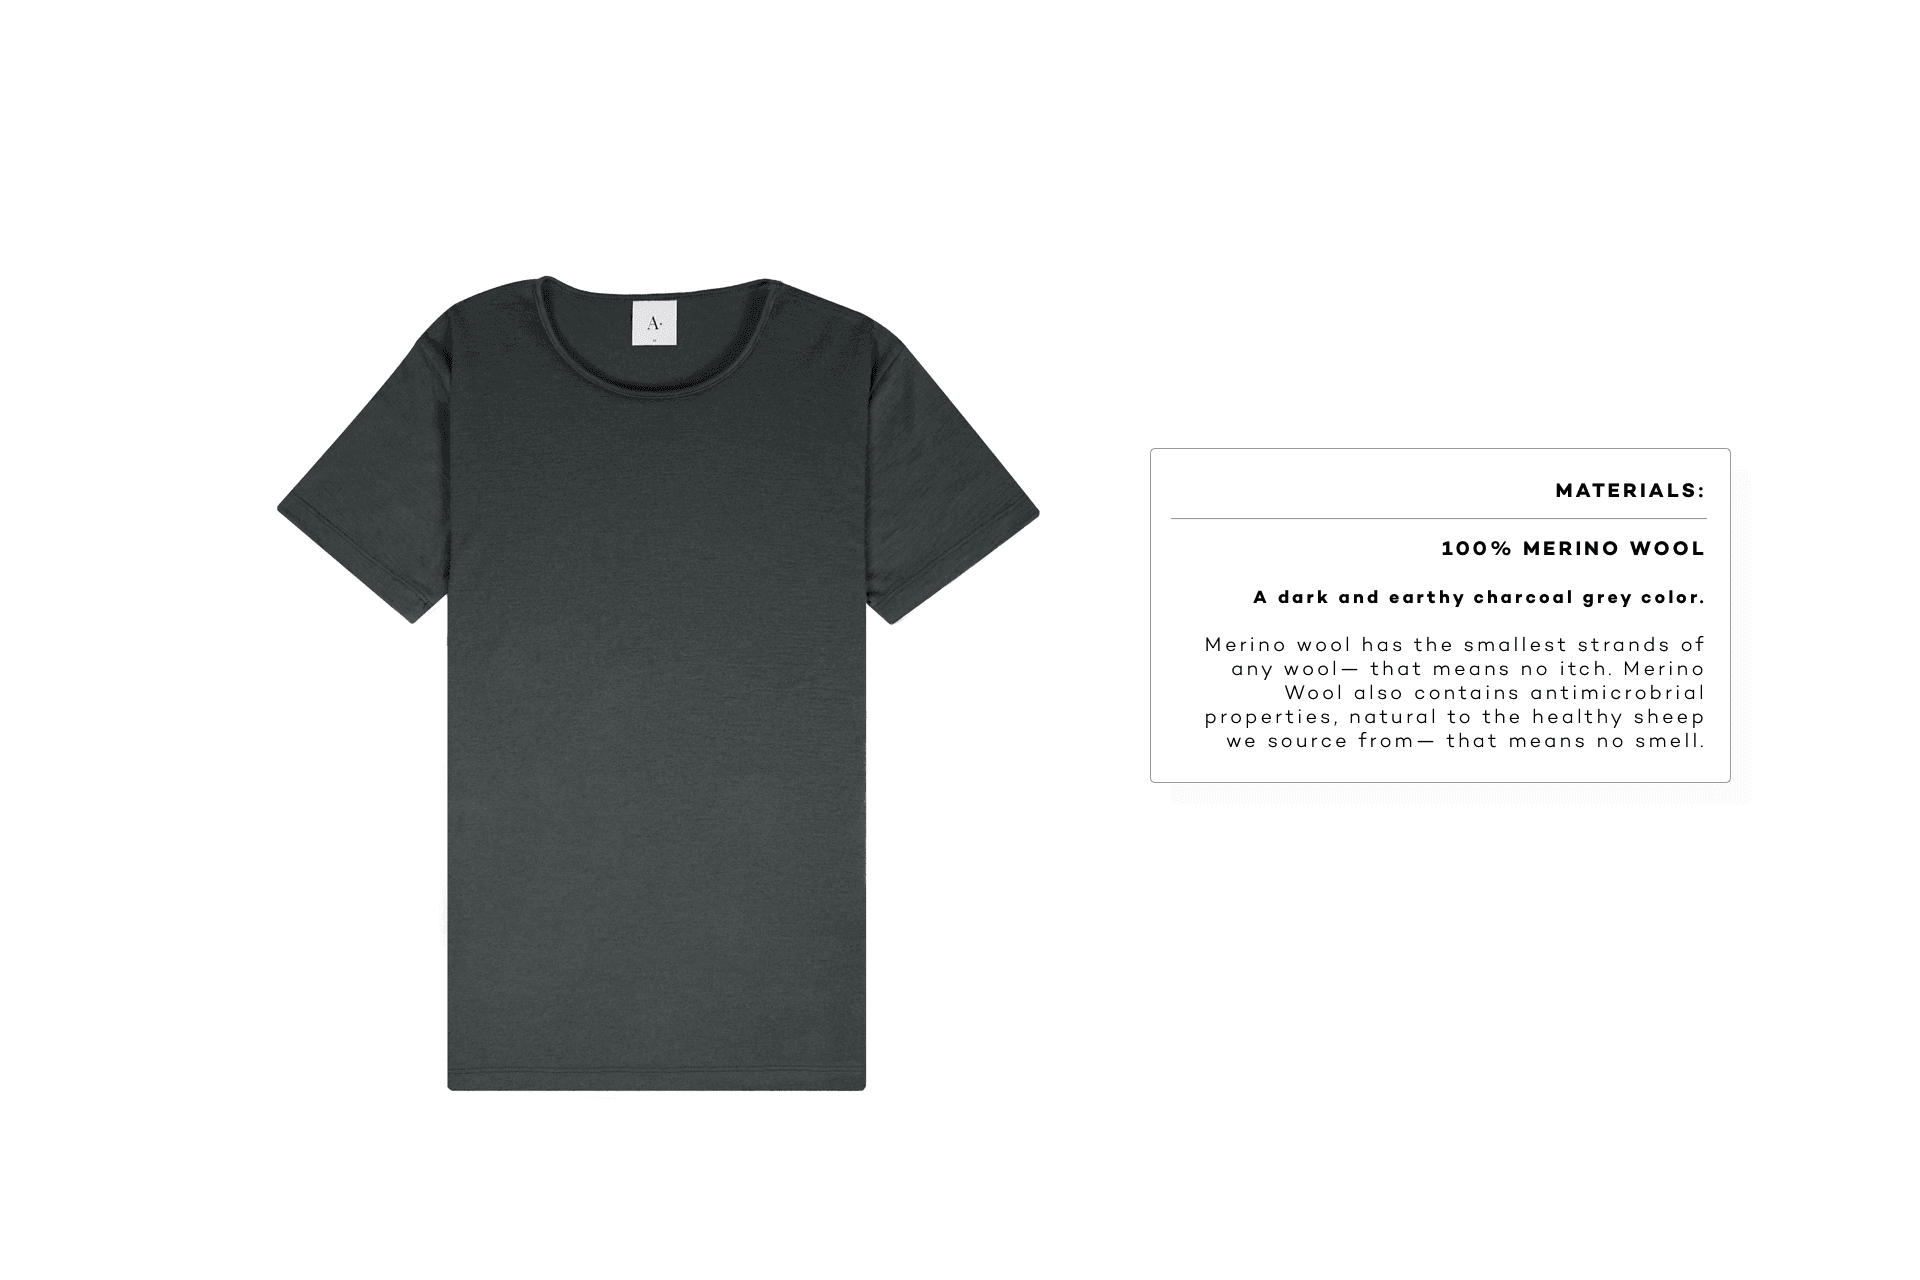 A·
MATERIALS:
100% MERINO WOOL
A dark and earthy charcoal grey color.
Merino wool has the smallest strands of
any wool— that means no itch. Merino
Wool also contains antimicrobrial
properties, natural to the healthy sheep
we source from— that means no smell.